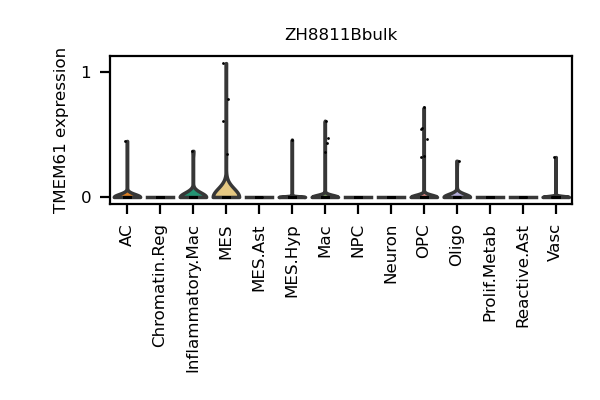 ZH8811Bbulk
TMEM61 expression
1
0
AC
Chromatin.Reg
Inflammatory.Mac
MES
MES.Ast
MES.Hyp
Mac
NPC
Neuron
OPC
Oligo
Prolif.Metab
Reactive.Ast
Vasc